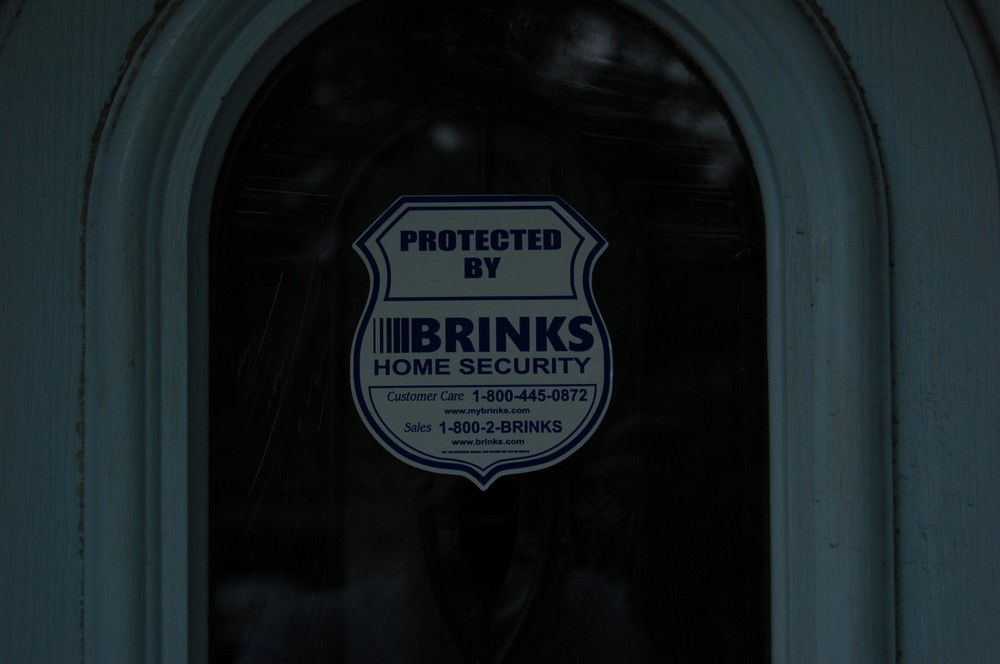 PROTECTED
BY
BRINKS
HOME SECURITY
Customer Care 1-800-445-0872
www.mybrinks.com
Sales 1-800-2-BRINKS
www.brinks.com